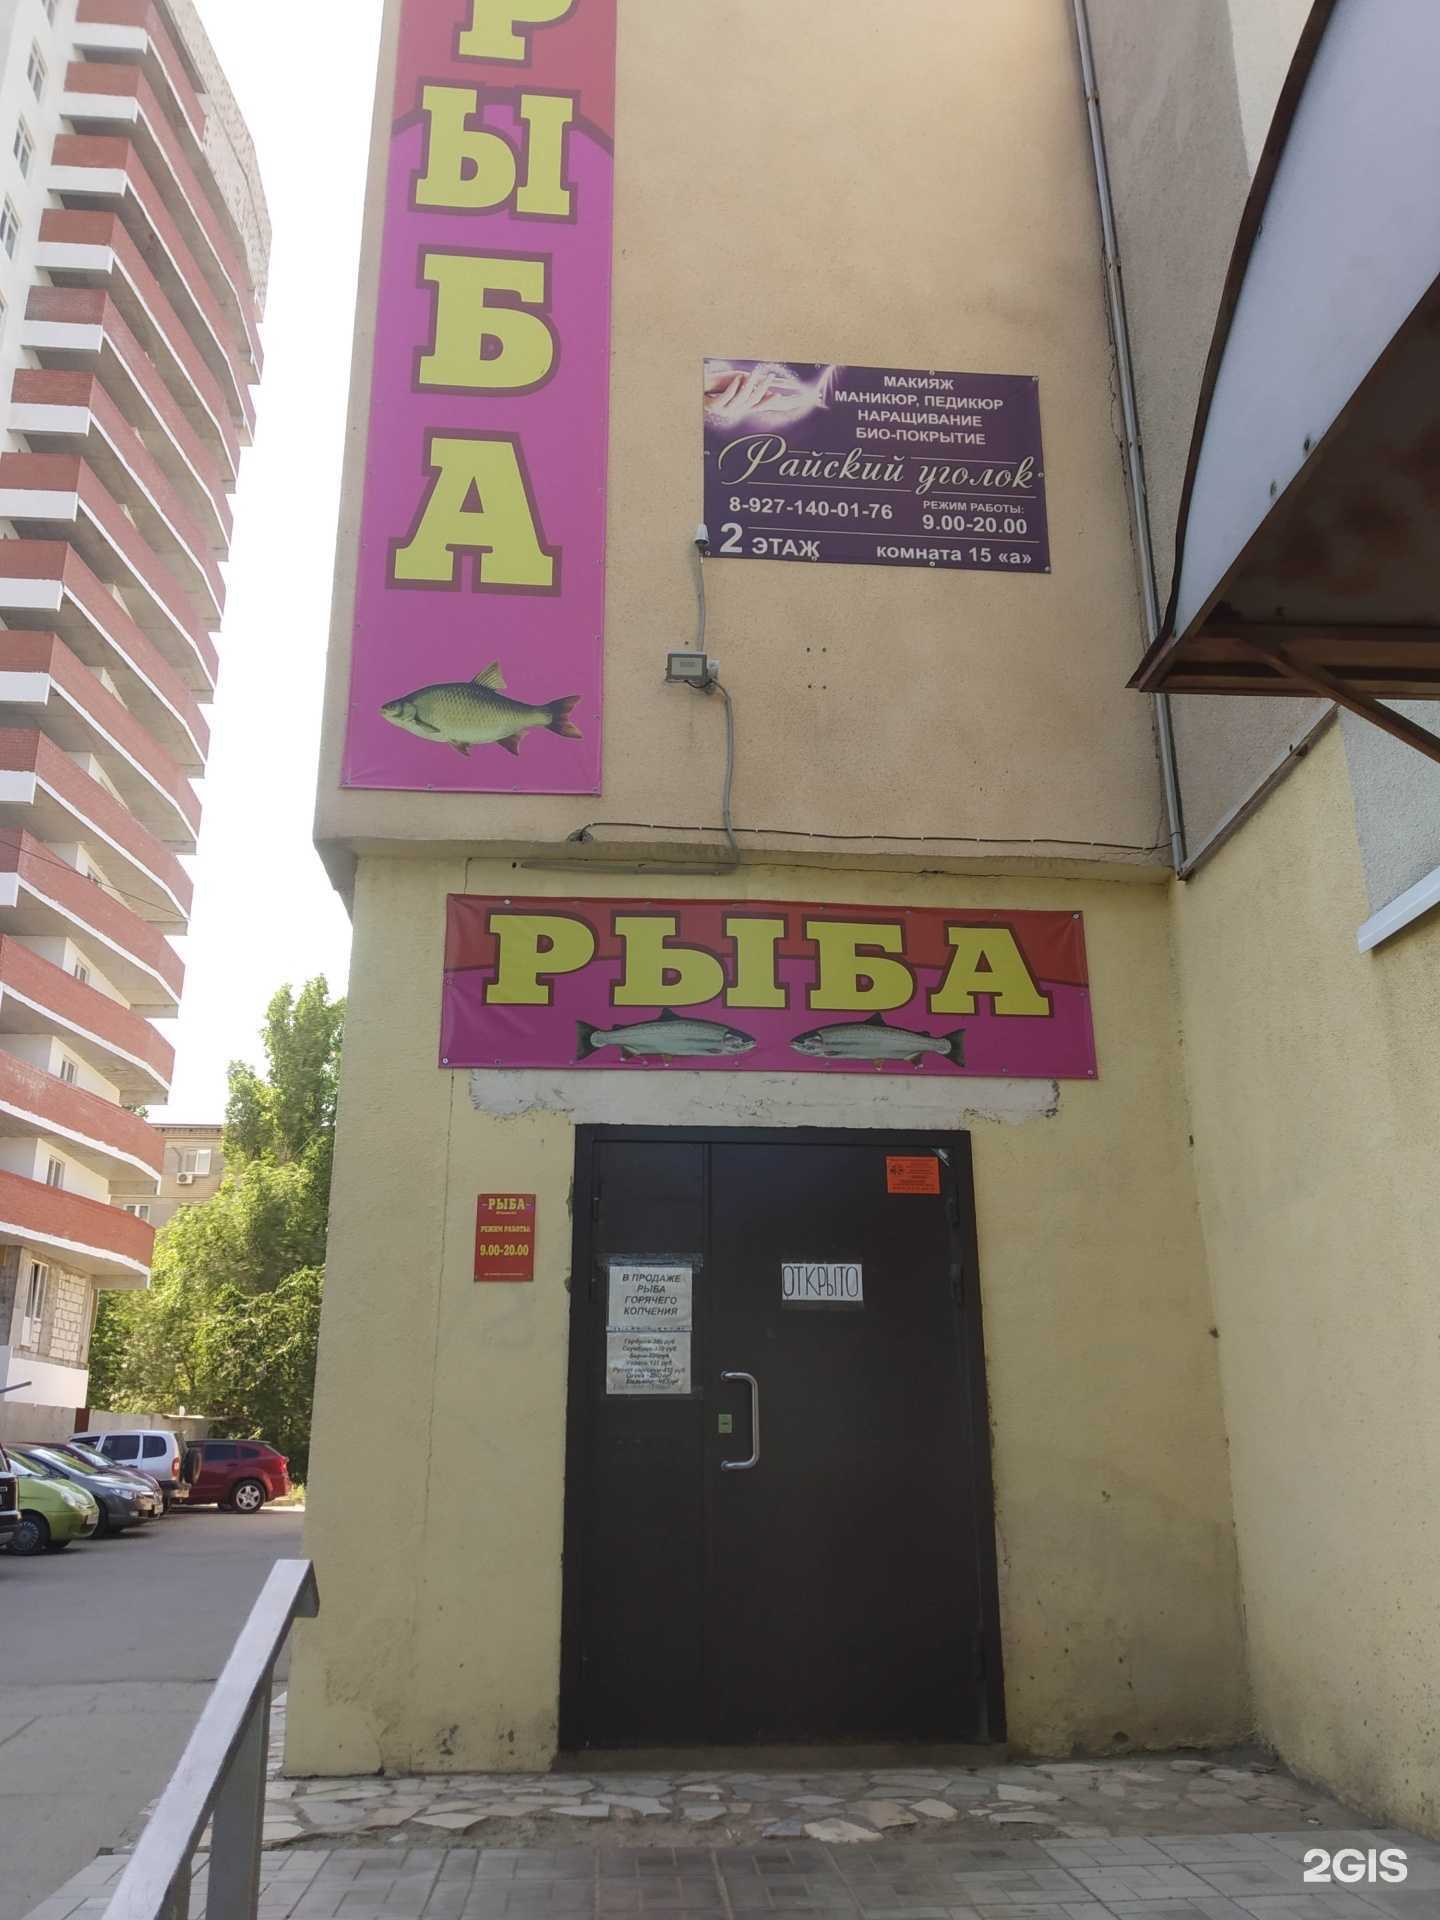 РЫБА
МАКИЯЖ
МАНИКЮР, ПЕДИКЮР
НАРАЩИВАНИЕ
БИО-ПОКРЫТИЕ
Райский уголок
8-927-140-01-76
РЕЖИМ РАБОТЫ:
9.00-20.00
2 ЭТАЖ
комната 15 «а»
РЫБА
-РЫБА-
РЕЖИМ РАБОТЫ:
9.00-20.00
ОТКРЫТО
В ПРОДАЖЕ
РЫБА
ГОРЯЧЕГО
КОПЧЕНИЯ
2GIS